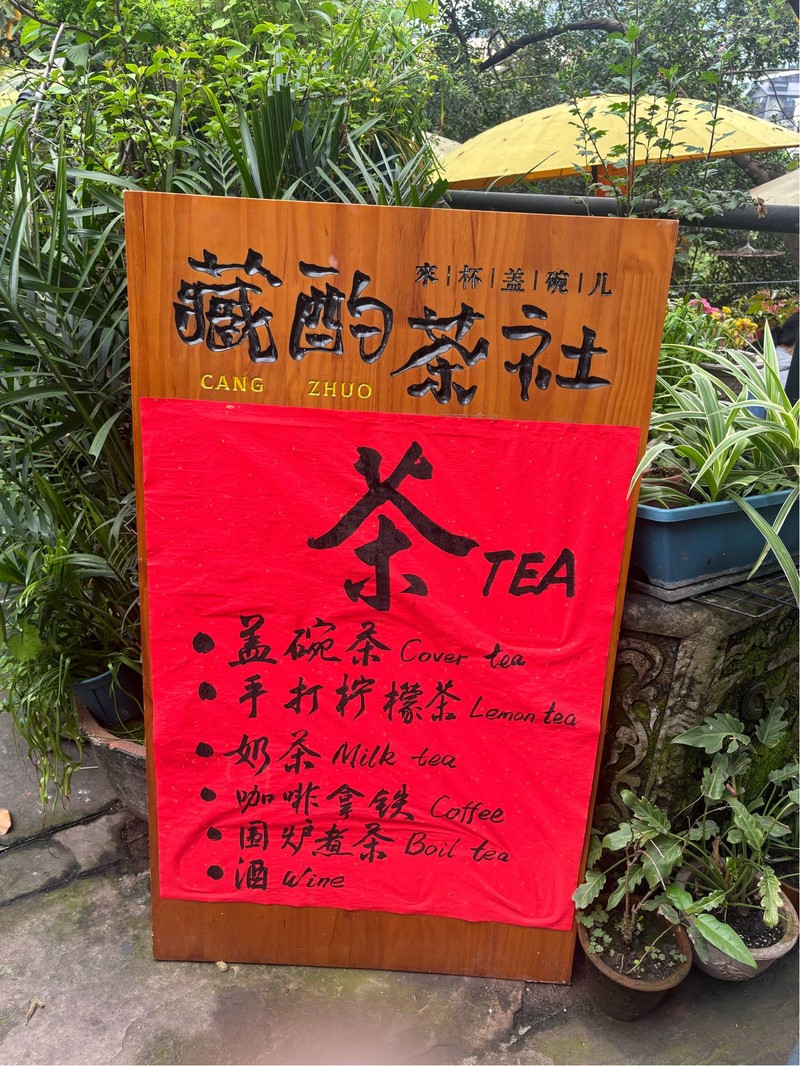 來|杯|盖|碗|儿
藏酌茶社
CANG ZHUO
茶 TEA
● 盖碗茶 Cover tea
● 手打柠檬茶 Lemon tea
● 奶茶 Milk tea
● 咖啡拿铁 Coffee
● 围炉煮茶 Boil tea
● 酒 Wine